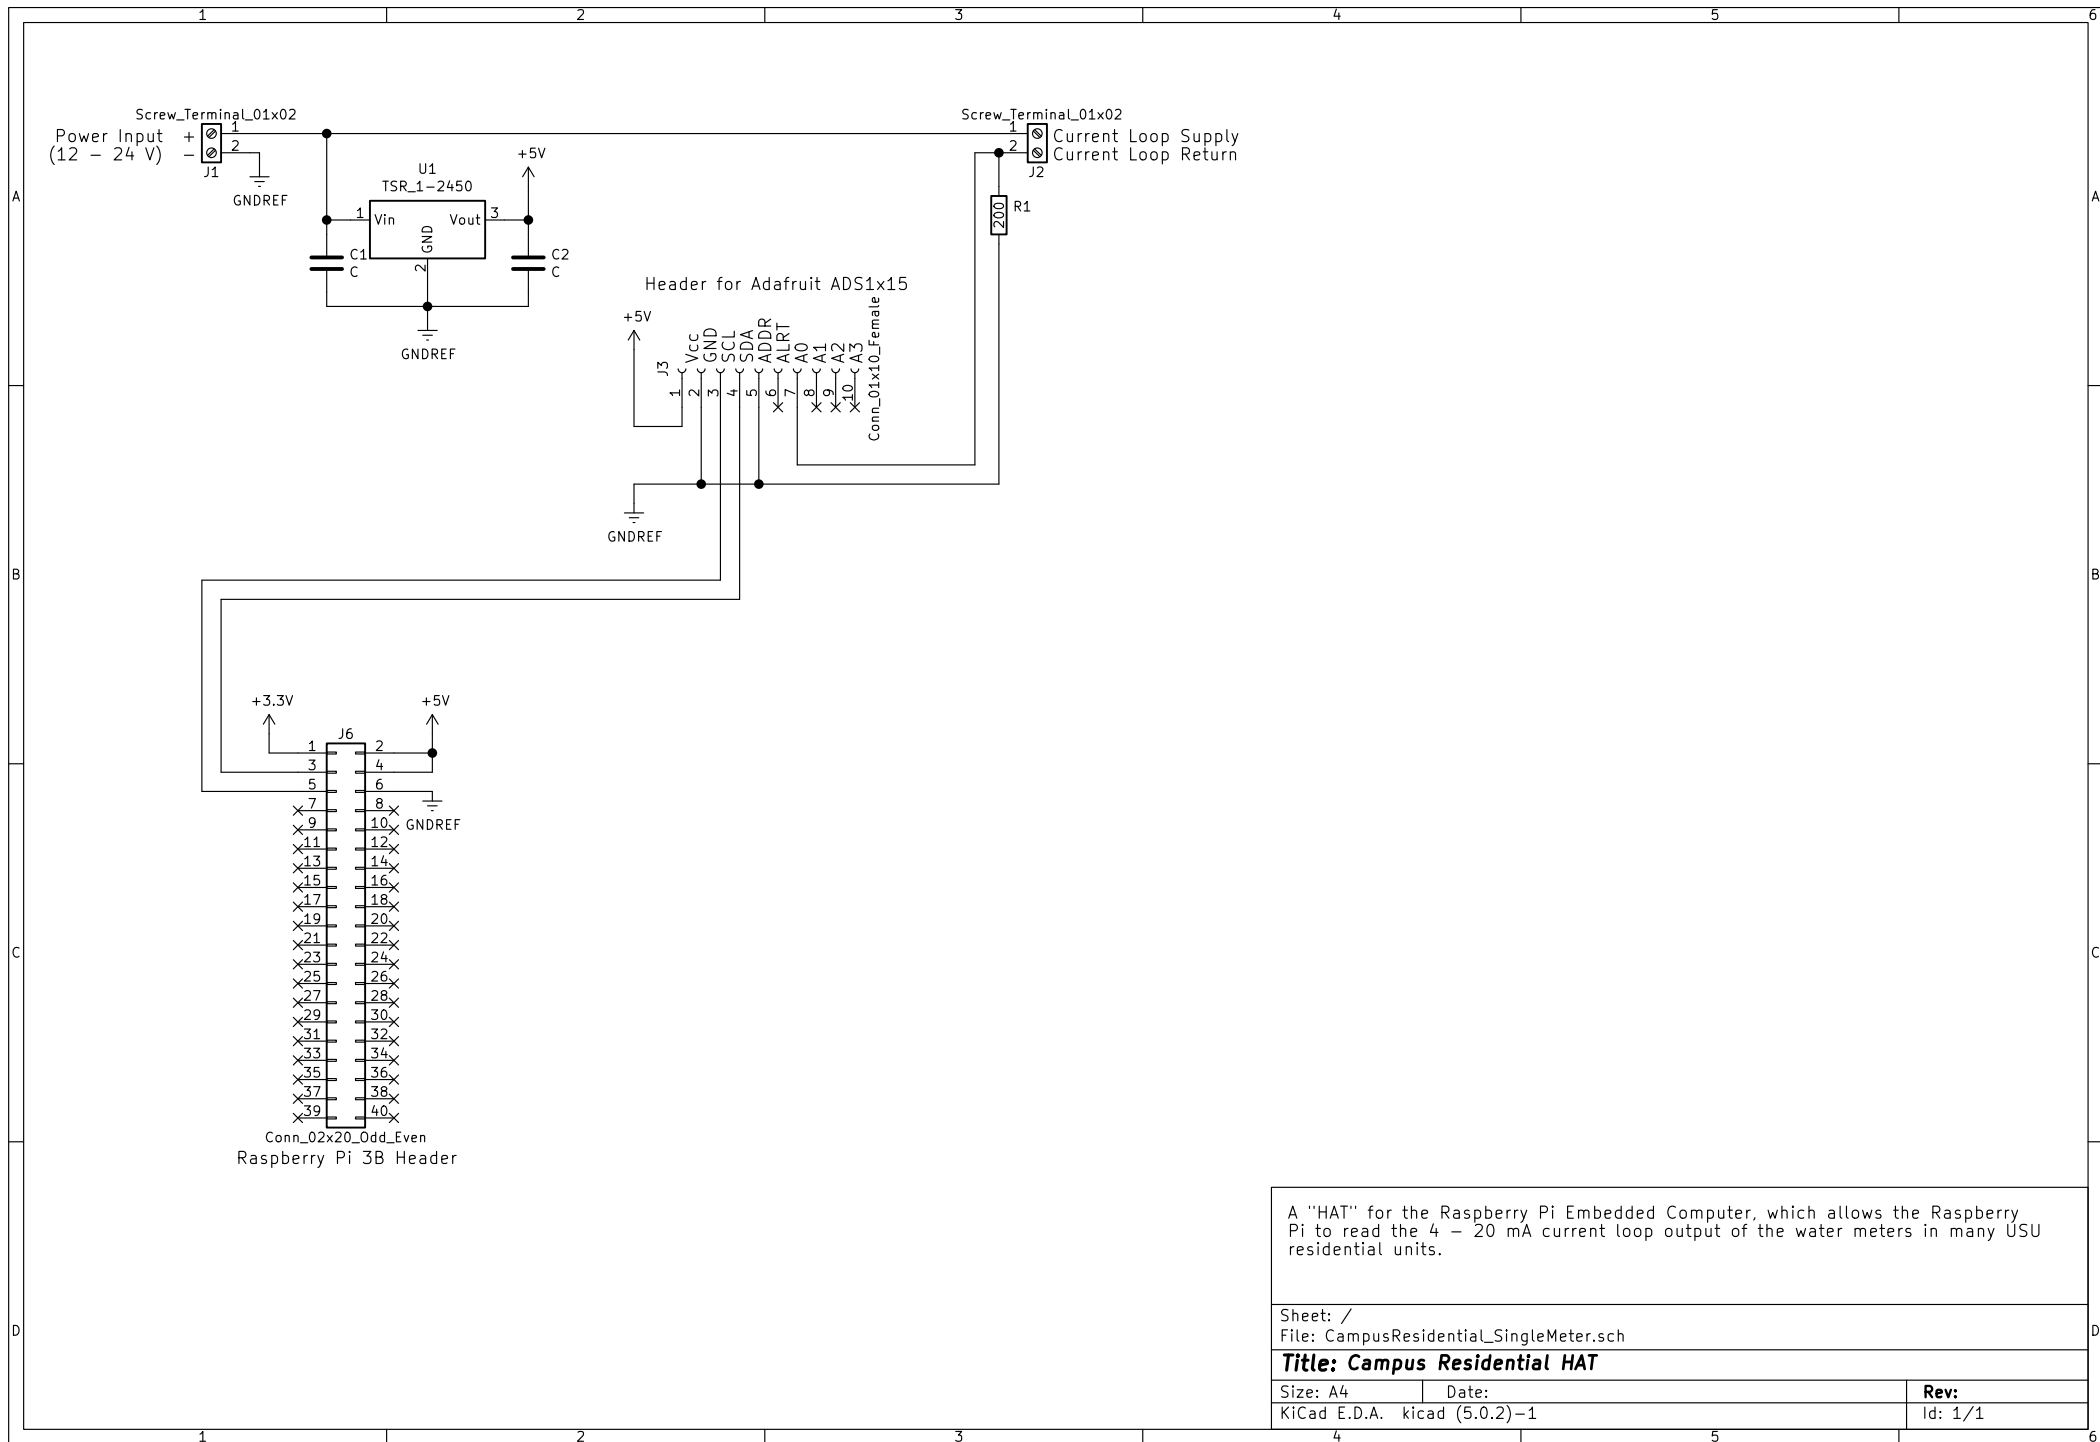 1 2 3 4 5 6
Screw_Terminal_01x02
Power Input + 1
(12 – 24 V) – 2
J1
GNDREF
Screw_Terminal_01x02
1 Current Loop Supply
2 Current Loop Return
J2
+5V
U1
TSR_1-2450
1 Vin Vout 3
GND
2
C1
C
C2
C
GNDREF
200 R1
A A
Header for Adafruit ADS1x15
+5V
J3
Vcc
GND
SCL
SDA
ADDR
ALRT
A0
A1
A2
A3
1 2 3 4 5 6 7 8 9 10
Conn_01x10_Female
GNDREF
B B
+3.3V +5V
J6
1 2
3 4
5 6
7 8
GNDREF
9 10
11 12
13 14
15 16
17 18
19 20
21 22
23 24
25 26
27 28
29 30
31 32
33 34
35 36
37 38
39 40
Conn_02x20_Odd_Even
Raspberry Pi 3B Header
C C
A "HAT" for the Raspberry Pi Embedded Computer, which allows the Raspberry
Pi to read the 4 – 20 mA current loop output of the water meters in many USU
residential units.
Sheet: /
File: CampusResidential_SingleMeter.sch
Title: Campus Residential HAT
Size: A4 Date: Rev:
KiCad E.D.A. kicad (5.0.2)-1 Id: 1/1
D D
1 2 3 4 5 6